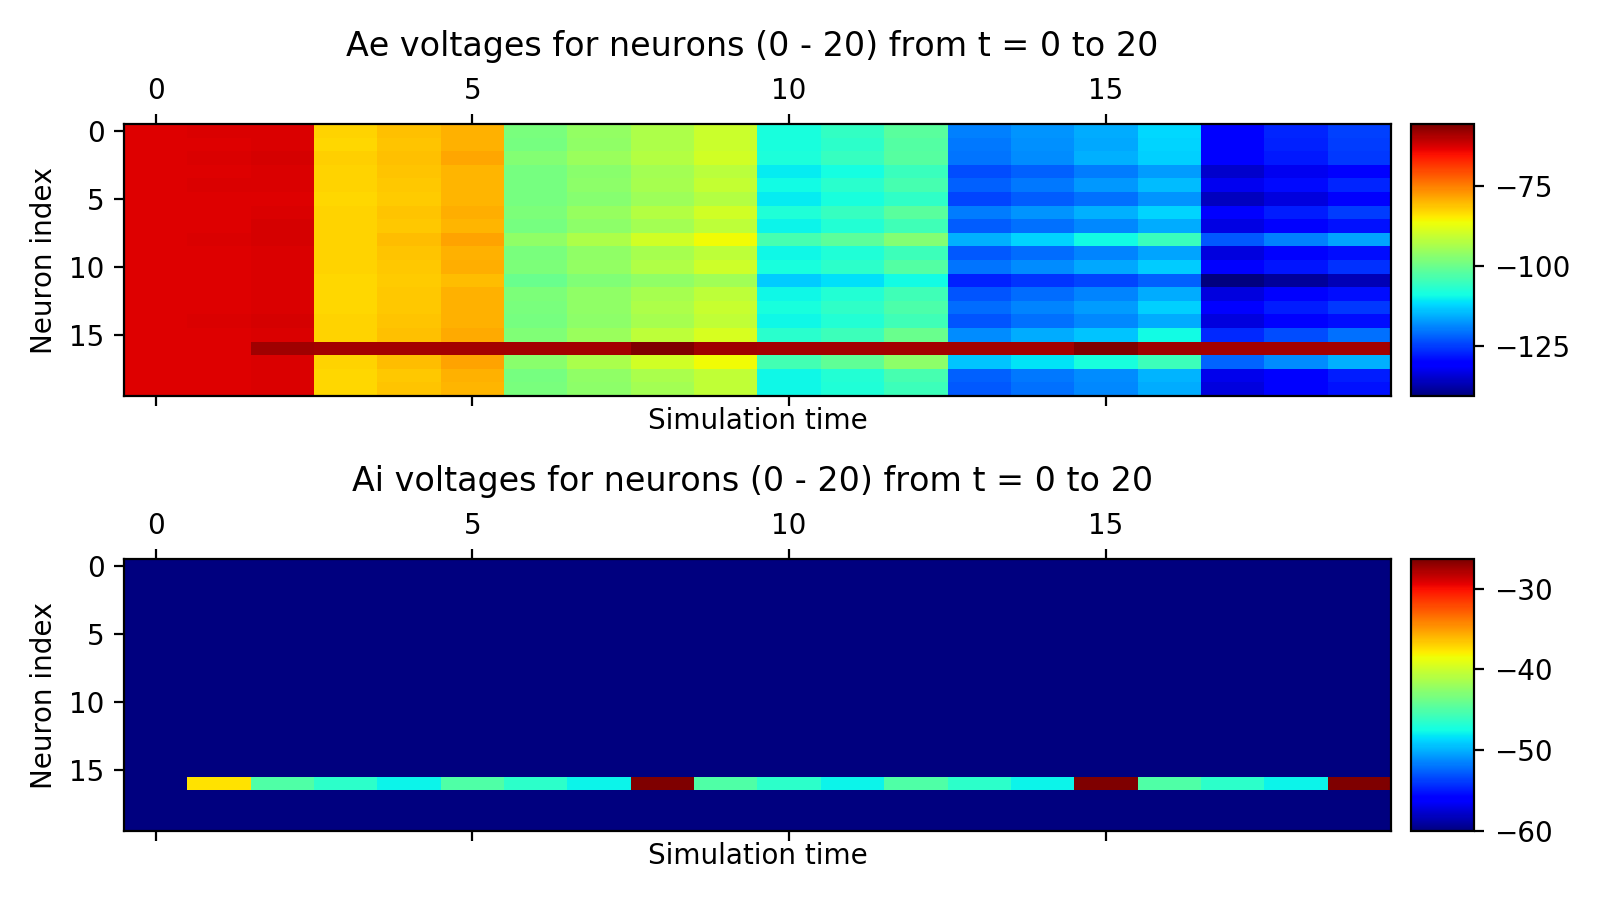 Ae voltages for neurons (0 - 20) from t = 0 to 20
0 5 10 15
Neuron index
0
5
10
15
−75
−100
−125
Simulation time
Ai voltages for neurons (0 - 20) from t = 0 to 20
0 5 10 15
Neuron index
0
5
10
15
−30
−40
−50
−60
Simulation time